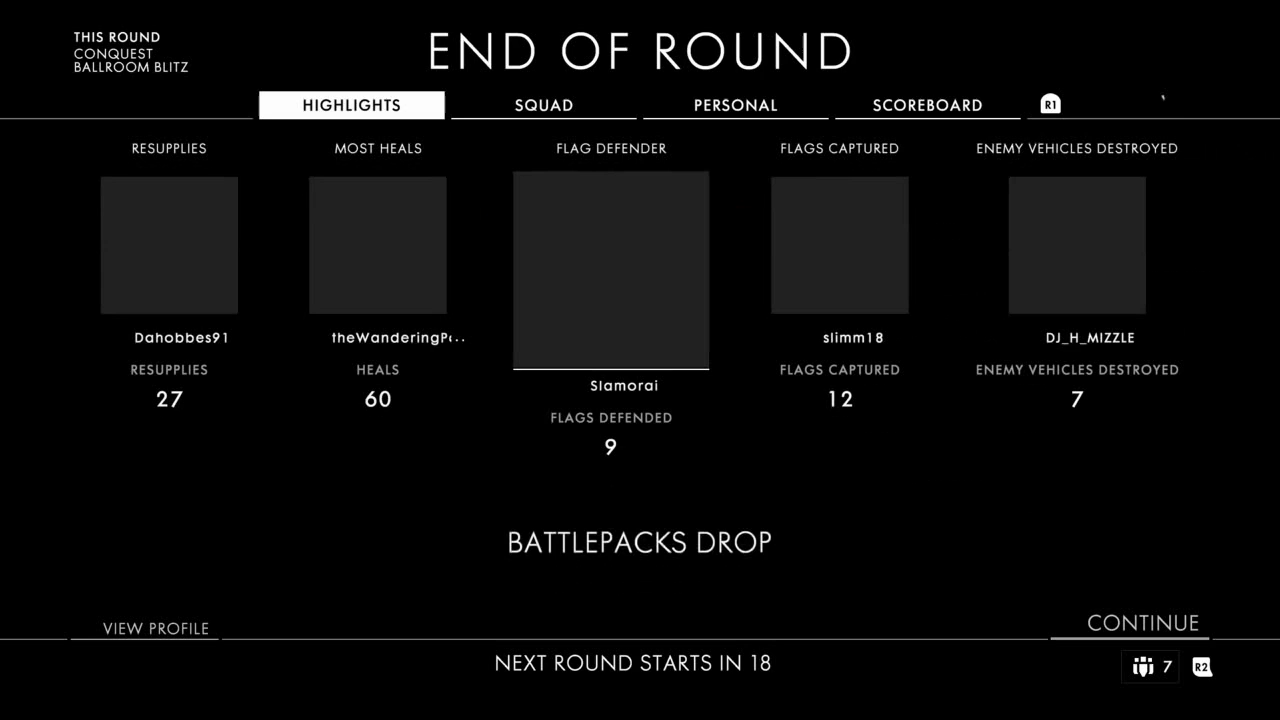 THIS ROUND
CONQUEST
BALLROOM BLITZ
END OF ROUND
HIGHLIGHTS
SQUAD
PERSONAL
SCOREBOARD
R1
RESUPPLIES
MOST HEALS
FLAG DEFENDER
FLAGS CAPTURED
ENEMY VEHICLES DESTROYED
Dahobbes91
theWanderingP...
Slamorai
slimm18
DJ_H_MIZZLE
RESUPPLIES
HEALS
FLAGS DEFENDED
FLAGS CAPTURED
ENEMY VEHICLES DESTROYED
27
60
9
12
7
BATTLEPACKS DROP
VIEW PROFILE
CONTINUE
NEXT ROUND STARTS IN 18
7
R2